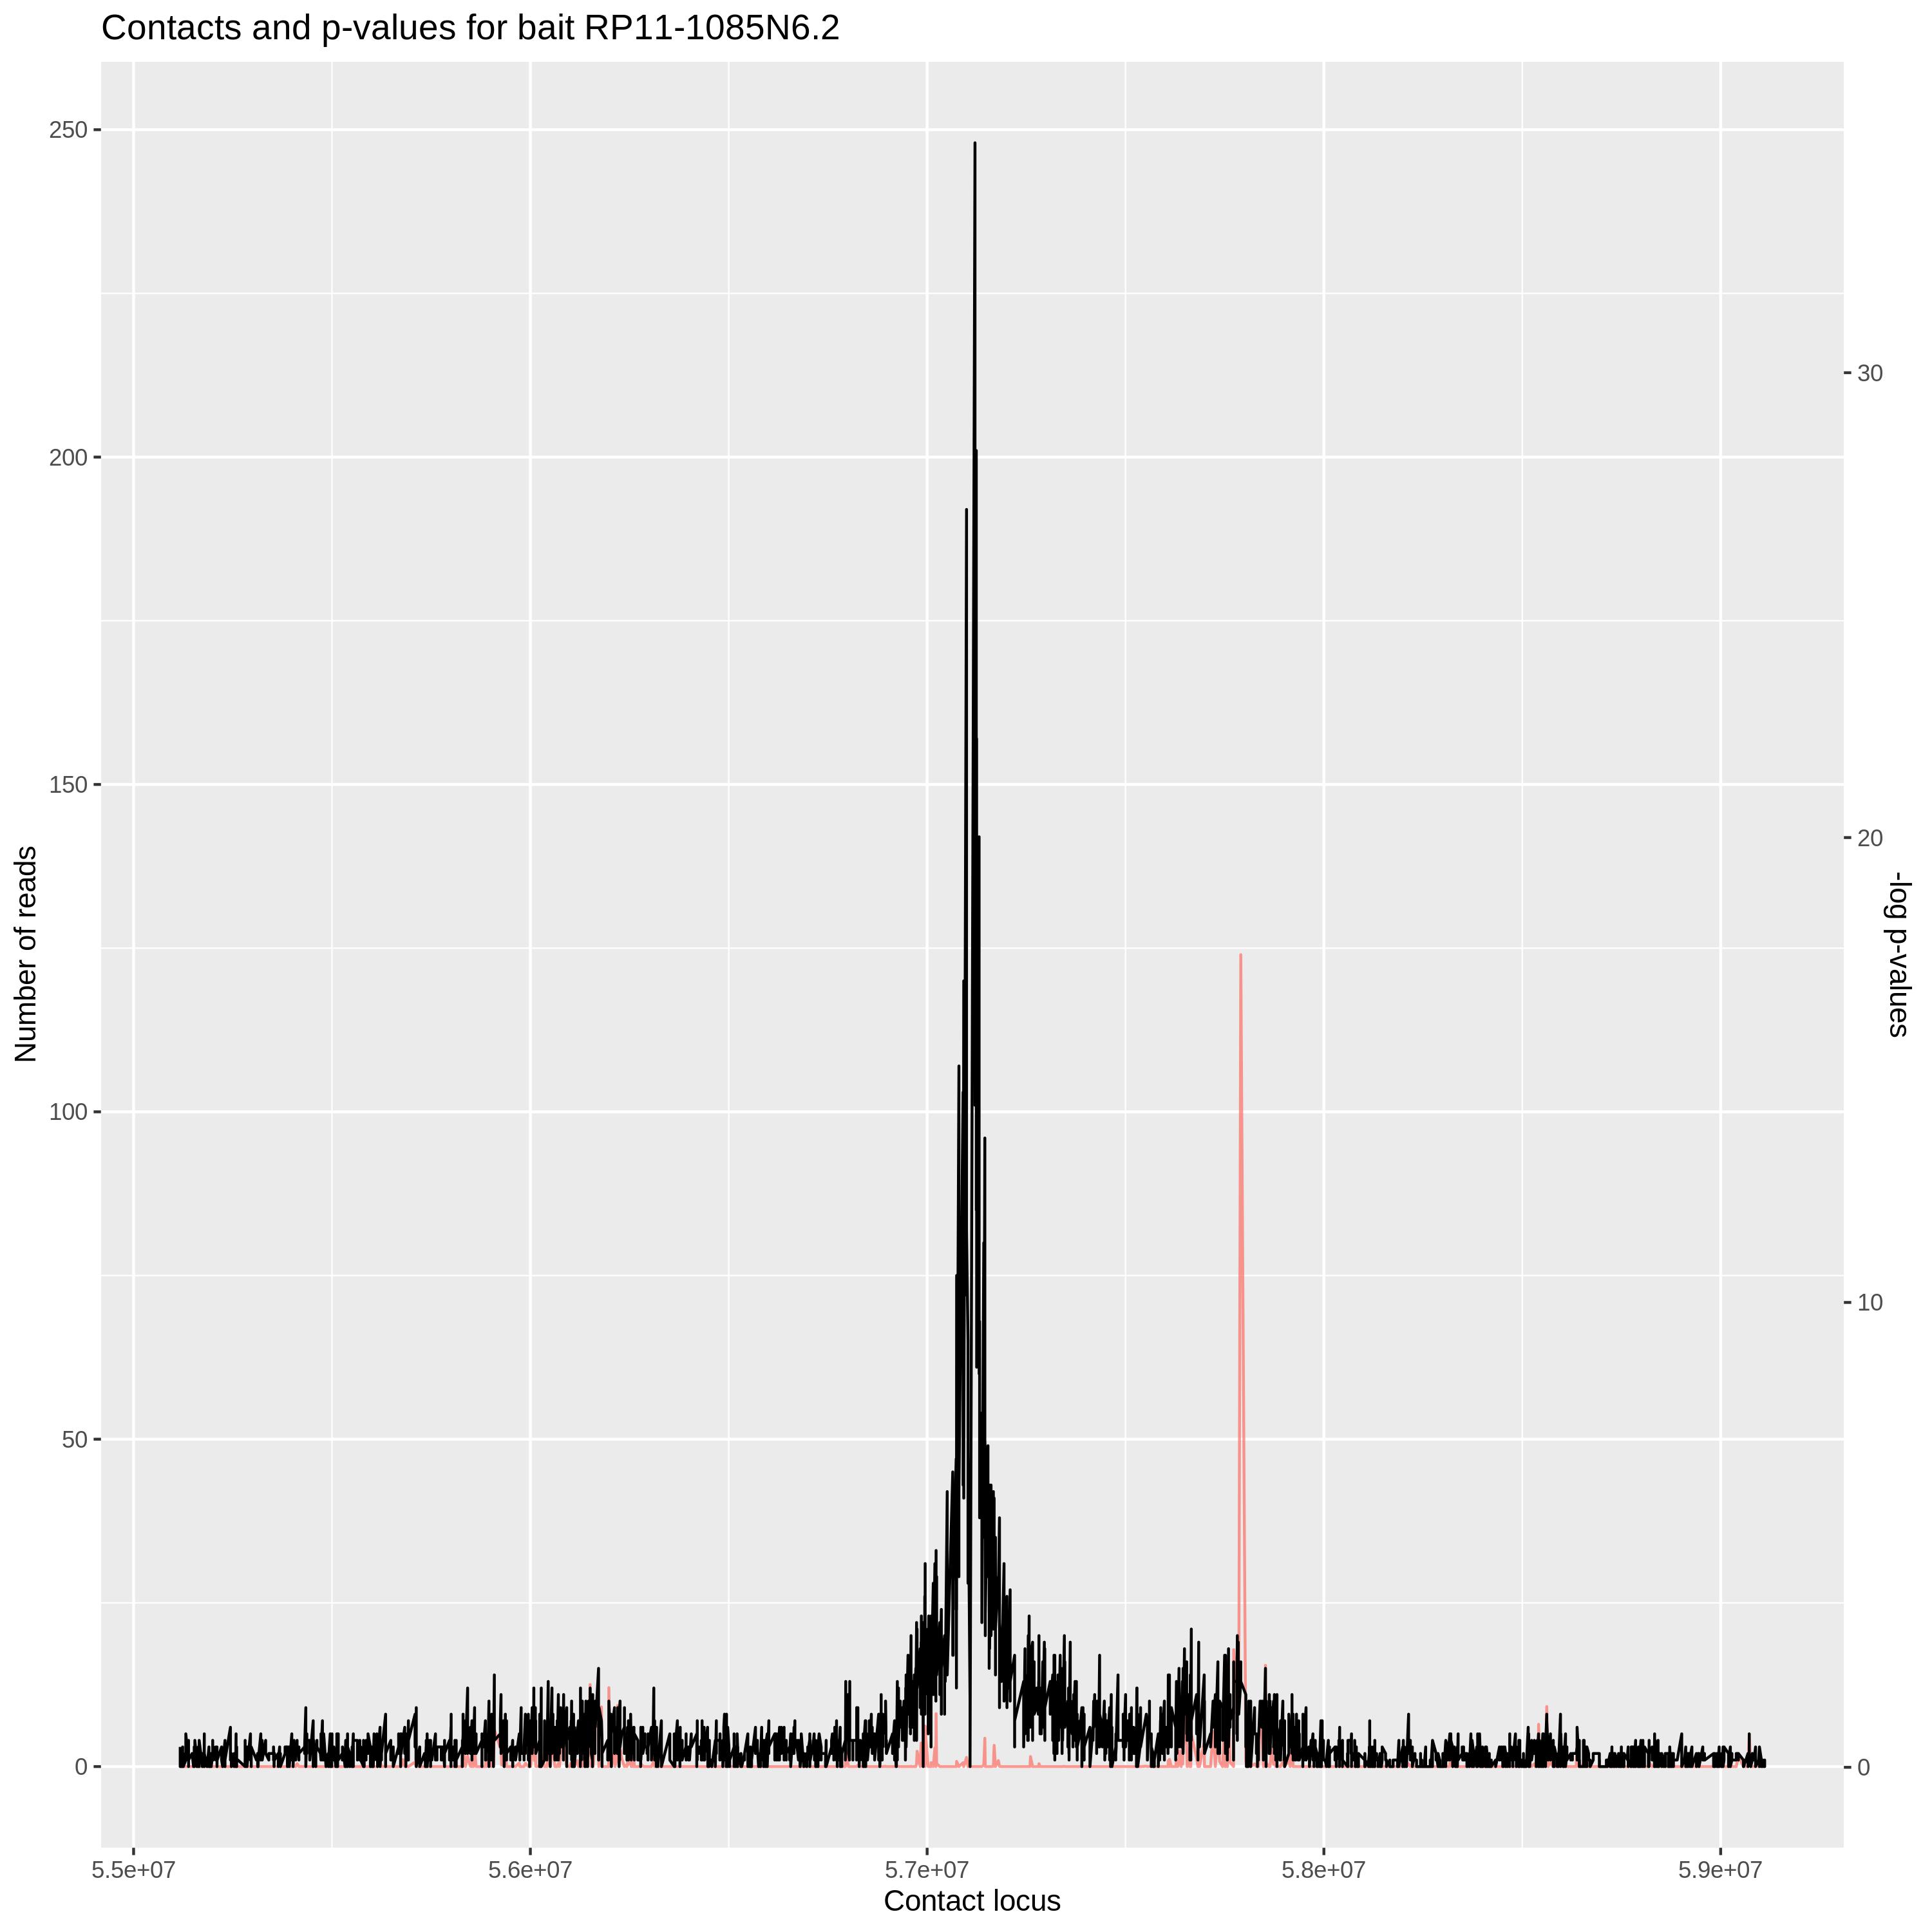 Contacts and p-values for bait RP11-1085N6.2
250
200
150
100
50
0
Number of reads
30
20
10
0
-log p-values
5.5e+07
5.6e+07
5.7e+07
5.8e+07
5.9e+07
Contact locus